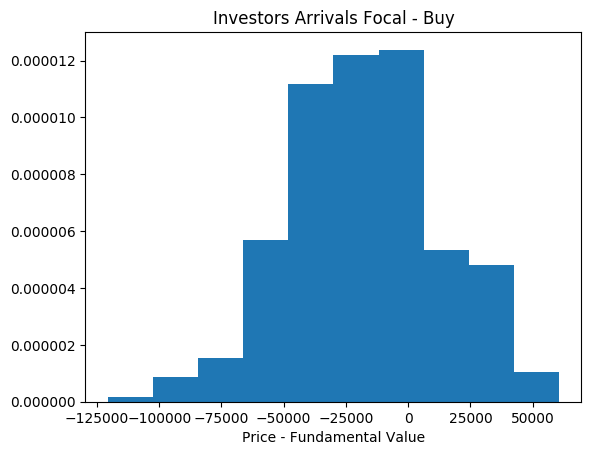 Investors Arrivals Focal - Buy
0.000012
0.000010
0.000008
0.000006
0.000004
0.000002
0.000000
−125000 −100000 −75000 −50000 −25000 0 25000 50000
Price - Fundamental Value